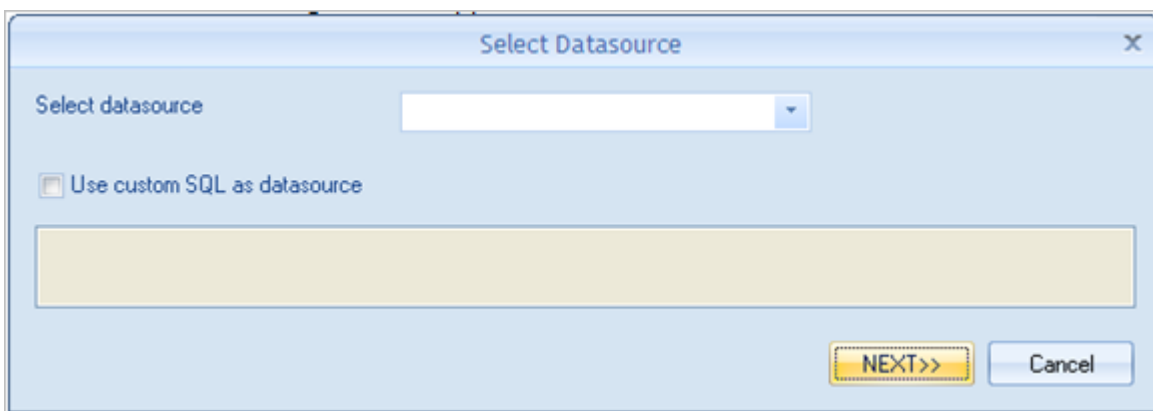 Select Datasource
Select datasource
Use custom SQL as datasource
NEXT>>
Cancel